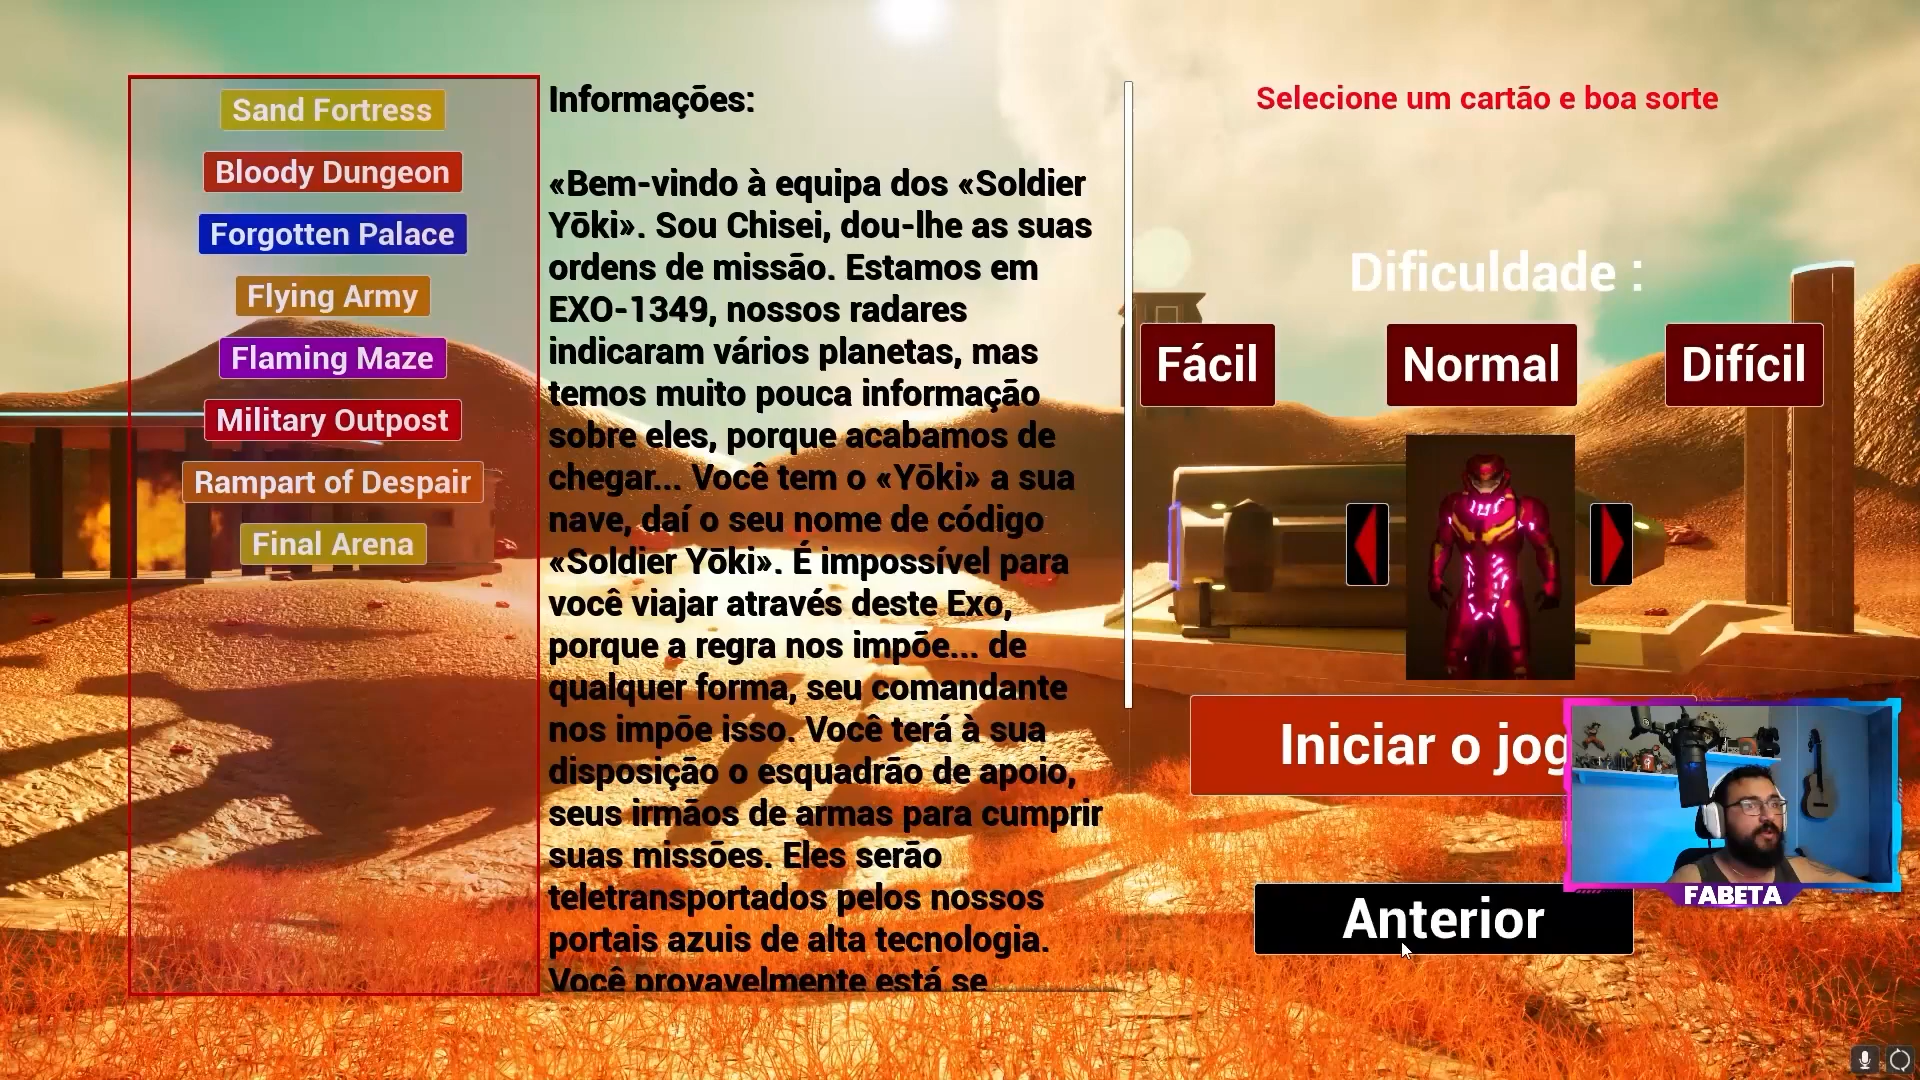 Sand Fortress
Bloody Dungeon
Forgotten Palace
Flying Army
Flaming Maze
Military Outpost
Rampart of Despair
Final Arena
Informações:
«Bem-vindo à equipa dos «Soldier
Yōki». Sou Chisei, dou-lhe as suas
ordens de missão. Estamos em
EXO-1349, nossos radares
indicaram vários planetas, mas
temos muito pouca informação
sobre eles, porque acabamos de
chegar... Você tem o «Yōki» a sua
nave, daí o seu nome de código
«Soldier Yōki». É impossível para
você viajar através deste Exo,
porque a regra nos impõe... de
qualquer forma, seu comandante
nos impõe isso. Você terá à sua
disposição o esquadrão de apoio,
seus irmãos de armas para cumprir
suas missões. Eles serão
teletransportados pelos nossos
portais azuis de alta tecnologia.
Você provavelmente está se
Selecione um cartão e boa sorte
Dificuldade :
Fácil
Normal
Difícil
Iniciar o jog
FABETA
Anterior